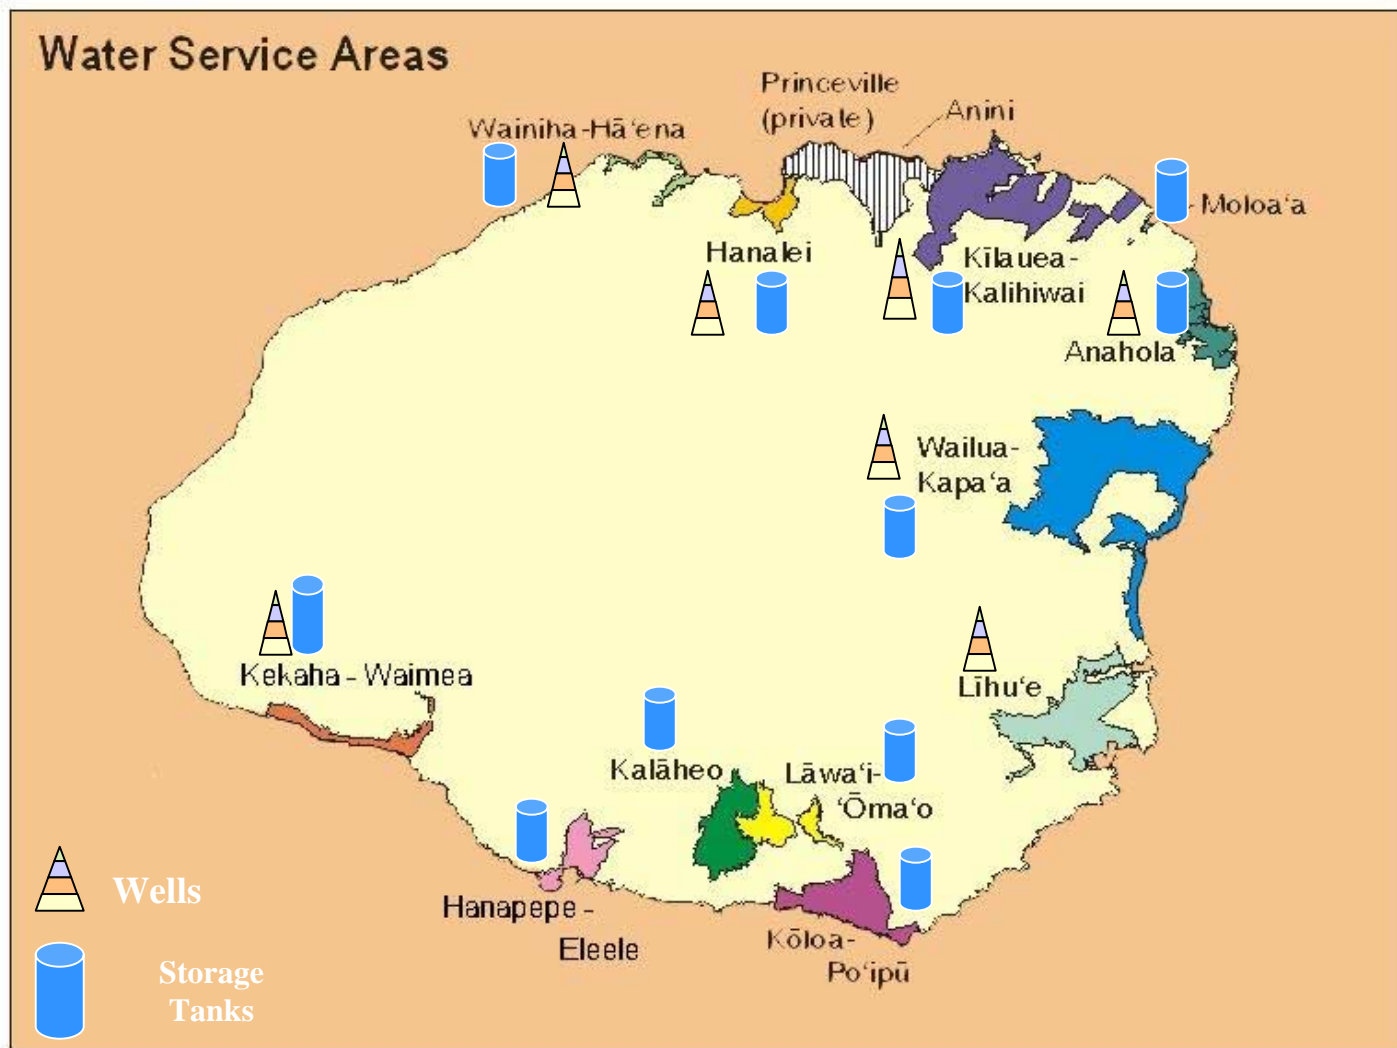 Water Service Areas
Princeville
(private)
Anini
Wainiha-Hā‘ena
Moloa‘a
Hanalei
Kīlauea-
Kalihiwai
Anahola
Wailua-
Kapa‘a
Līhu‘e
Kekaha - Waimea
Kalāheo
Lāwa‘i-
‘Ōma‘o
Hanapepe -
Eleele
Kōloa-
Po‘ipū
Wells
Storage
Tanks